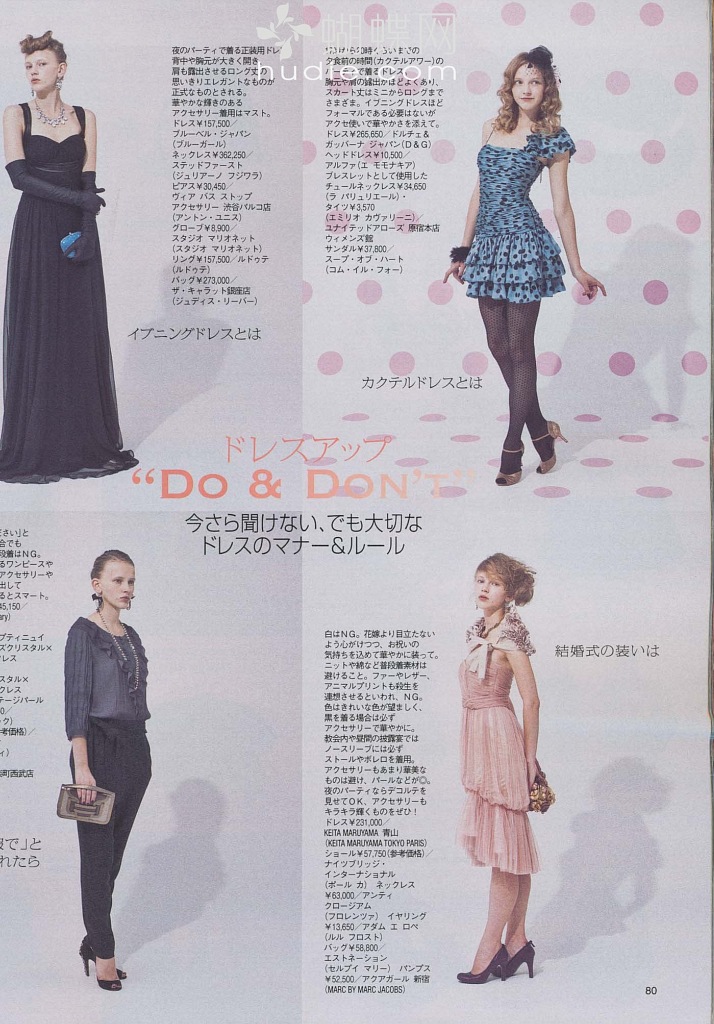 夜のパーティで着る正装用ドレ
背中や胸元が大きく開き、
肩も露出させるロング丈の
思いきりエレガントなものが
正式なものとされる。
華やかな輝きのある
アクセサリー着用はマスト。
ドレス¥157,500/
ブルーベル・ジャパン
(ブルーガール)
ネックレス¥362,250/
ステッドファースト
(ジュリアーノ フジワラ)
ピアス¥30,450/
ヴィア バス ストップ
アクセサリー 渋谷パルコ店
(アントン・ユニス)
グローブ¥8,900/
スタジオ マリオネット
(スタジオ マリオネット)
リング¥157,500/ルドゥテ
(ルドゥテ)
バッグ¥273,000/
ザ・キャラット銀座店
(ジュディス・リーバー)
イブニングドレスとは
蝴蝶网
hudie.com
夕食前の時間(カクテルアワー)の
パーティで着るドレス。
胸元や肩の露出がほどよくあり、
スカート丈はミニからロングまで
さまざま。イブニングドレスほど
フォーマルである必要はないが
アクセ使いで華やかさを添えて。
ドレス¥265,650/ドルチェ&
ガッバーナ ジャパン(D&G)
ヘッドドレス¥10,500/
アルファ(エ モモナキア)
ブレスレットとして使用した
チュールネックレス¥34,650
(ラ パリュリエール)・
タイツ¥3,570
(エミリオ カヴァリーニ)/
ユナイテッドアローズ 原宿本店
ウィメンズ館
サンダル¥37,800/
スープ・オブ・ハート
(コム・イル・フォー)
カクテルドレスとは
ドレスアップ
“DO & DON'T”
今さら聞けない、でも大切な
ドレスのマナー&ルール
ださい」と
合でも
段着はNG。
るワンピースや
アクセサリーや
出して
るとスマート。
45,150/
ary)
プティニュイ
ズクリスタル×
レス
スタル×
クレス
テージパール
0/
ック)
参考価格)/
ィ)
町西武店
服で」と
れたら
白はNG。花嫁より目立たない
よう心がけつつ、お祝いの
気持ちを込めて華やかに装って。
ニットや綿など普段着素材は
避けること。ファーやレザー、
アニマルプリントも殺生を
連想させるといわれ、NG。
色はきれいな色が望ましく、
黒を着る場合は必ず
アクセサリーで華やかに。
教会内や昼間の披露宴では
ノースリーブには必ず
ストールやボレロを着用。
アクセサリーもあまり華美な
ものは避け、パールなどが◎。
夜のパーティならデコルテを
見せてOK、アクセサリーも
キラキラ輝くものをぜひ!
ドレス¥231,000/
KEITA MARUYAMA 青山
(KEITA MARUYAMA TOKYO PARIS)
ショール¥57,750(参考価格)/
ナイツブリッジ・
インターナショナル
(ポール カ) ネックレス
¥63,000/アンティ
クロージアム
(フロレンツァ) イヤリング
¥13,650/アダム エ ロペ
(ルル フロスト)
バッグ¥58,800/
エストネーション
(セルブイ マリー) パンプス
¥52,500/アクアガール 新宿
(MARC BY MARC JACOBS)
結婚式の装いは
80